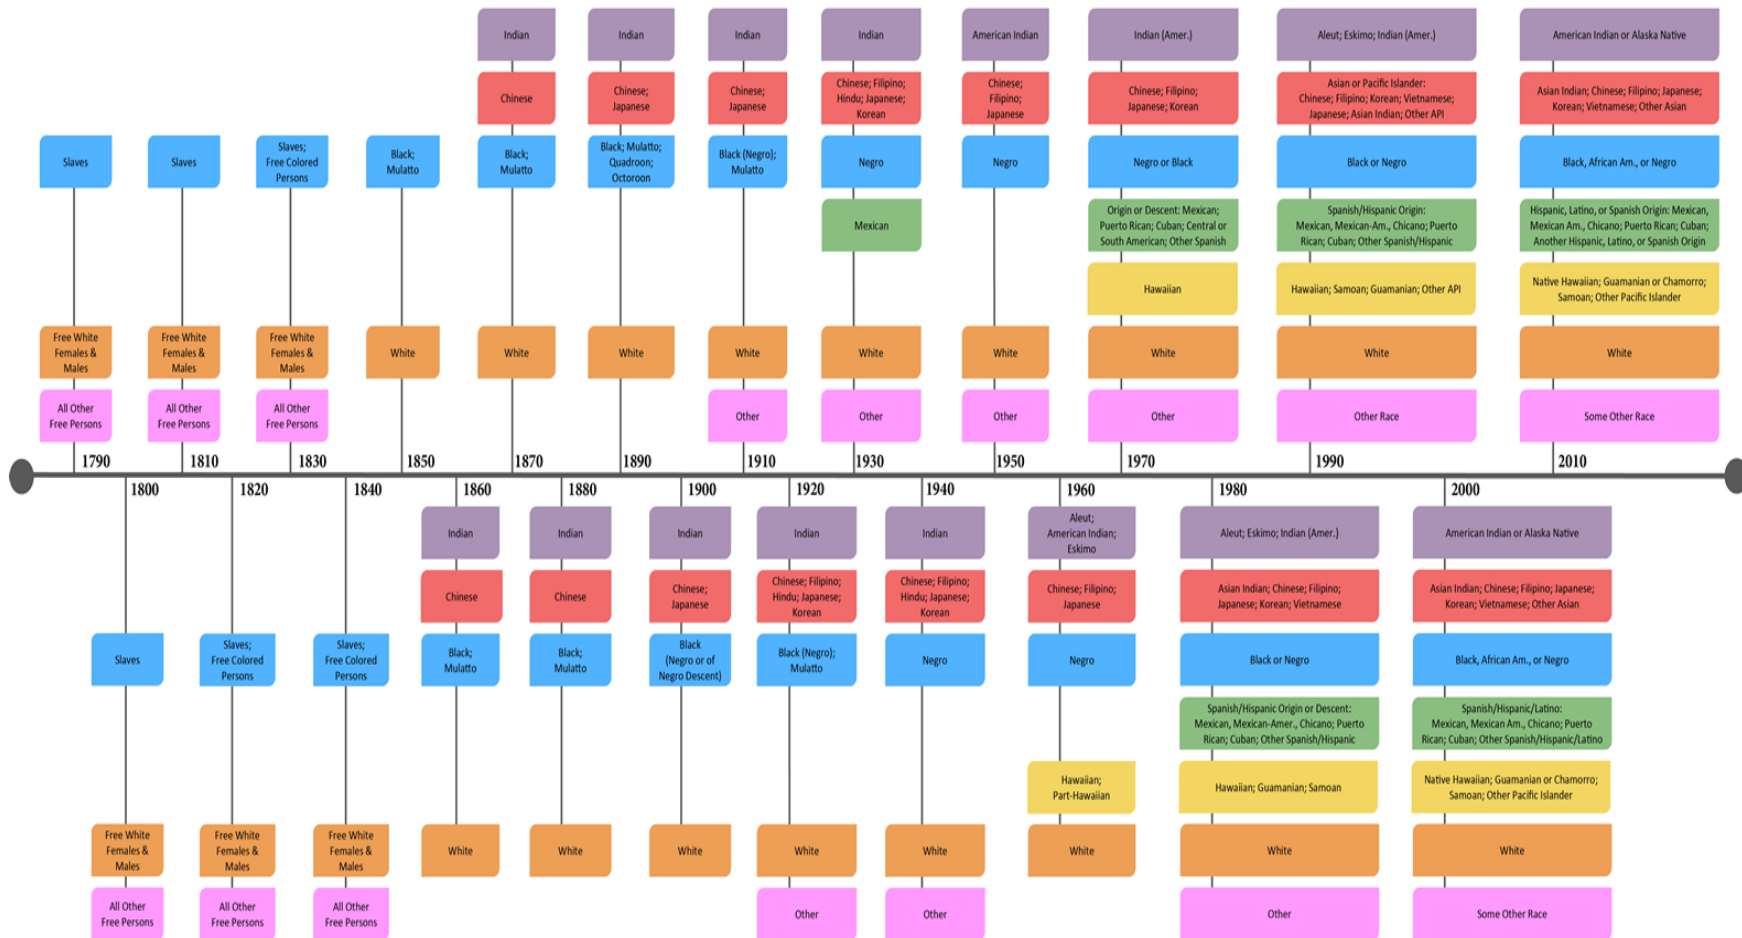 Indian
Indian
Indian
Indian
American Indian
Indian (Amer.)
Aleut; Eskimo; Indian (Amer.)
American Indian or Alaska Native
Chinese
Chinese;
Japanese
Chinese;
Japanese
Chinese; Filipino;
Hindu; Japanese;
Korean
Chinese;
Filipino;
Japanese
Chinese; Filipino;
Japanese; Korean
Asian or Pacific Islander:
Chinese; Filipino; Korean; Vietnamese;
Japanese; Asian Indian; Other API
Asian Indian; Chinese; Filipino; Japanese;
Korean; Vietnamese; Other Asian
Slaves
Slaves
Slaves;
Free Colored
Persons
Black;
Mulatto
Black;
Mulatto
Black; Mulatto;
Quadroon;
Octoroon
Black (Negro);
Mulatto
Negro
Negro
Negro or Black
Black or Negro
Black, African Am., or Negro
Mexican
Origin or Descent: Mexican;
Puerto Rican; Cuban; Central or
South American; Other Spanish
Spanish/Hispanic Origin:
Mexican, Mexican-Am., Chicano; Puerto
Rican; Cuban; Other Spanish/Hispanic
Hispanic, Latino, or Spanish Origin: Mexican,
Mexican Am., Chicano; Puerto Rican; Cuban;
Another Hispanic, Latino, or Spanish Origin
Hawaiian
Hawaiian; Samoan; Guamanian; Other API
Native Hawaiian; Guamanian or Chamorro;
Samoan; Other Pacific Islander
Free White
Females &
Males
Free White
Females &
Males
Free White
Females &
Males
White
White
White
White
White
White
White
White
White
All Other
Free Persons
All Other
Free Persons
All Other
Free Persons
Other
Other
Other
Other
Other Race
Some Other Race
1790
1810
1830
1850
1870
1890
1910
1930
1950
1970
1990
2010
1800
1820
1840
1860
1880
1900
1920
1940
1960
1980
2000
Indian
Indian
Indian
Indian
Indian
Aleut;
American Indian;
Eskimo
Aleut; Eskimo; Indian (Amer.)
American Indian or Alaska Native
Chinese
Chinese
Chinese;
Japanese
Chinese; Filipino;
Hindu; Japanese;
Korean
Chinese; Filipino;
Hindu; Japanese;
Korean
Chinese; Filipino;
Japanese
Asian Indian; Chinese; Filipino;
Japanese; Korean; Vietnamese
Asian Indian; Chinese; Filipino; Japanese;
Korean; Vietnamese; Other Asian
Slaves
Slaves;
Free Colored
Persons
Slaves;
Free Colored
Persons
Black;
Mulatto
Black;
Mulatto
Black
(Negro or of
Negro Descent)
Black (Negro);
Mulatto
Negro
Negro
Black or Negro
Black, African Am., or Negro
Spanish/Hispanic Origin or Descent:
Mexican, Mexican-Amer., Chicano; Puerto
Rican; Cuban; Other Spanish/Hispanic
Spanish/Hispanic/Latino:
Mexican, Mexican Am., Chicano; Puerto
Rican; Cuban; Other Spanish/Hispanic/Latino
Hawaiian;
Part-Hawaiian
Hawaiian; Guamanian; Samoan
Native Hawaiian; Guamanian or Chamorro;
Samoan; Other Pacific Islander
Free White
Females &
Males
Free White
Females &
Males
Free White
Females &
Males
White
White
White
White
White
White
White
White
All Other
Free Persons
All Other
Free Persons
All Other
Free Persons
Other
Other
Other
Some Other Race